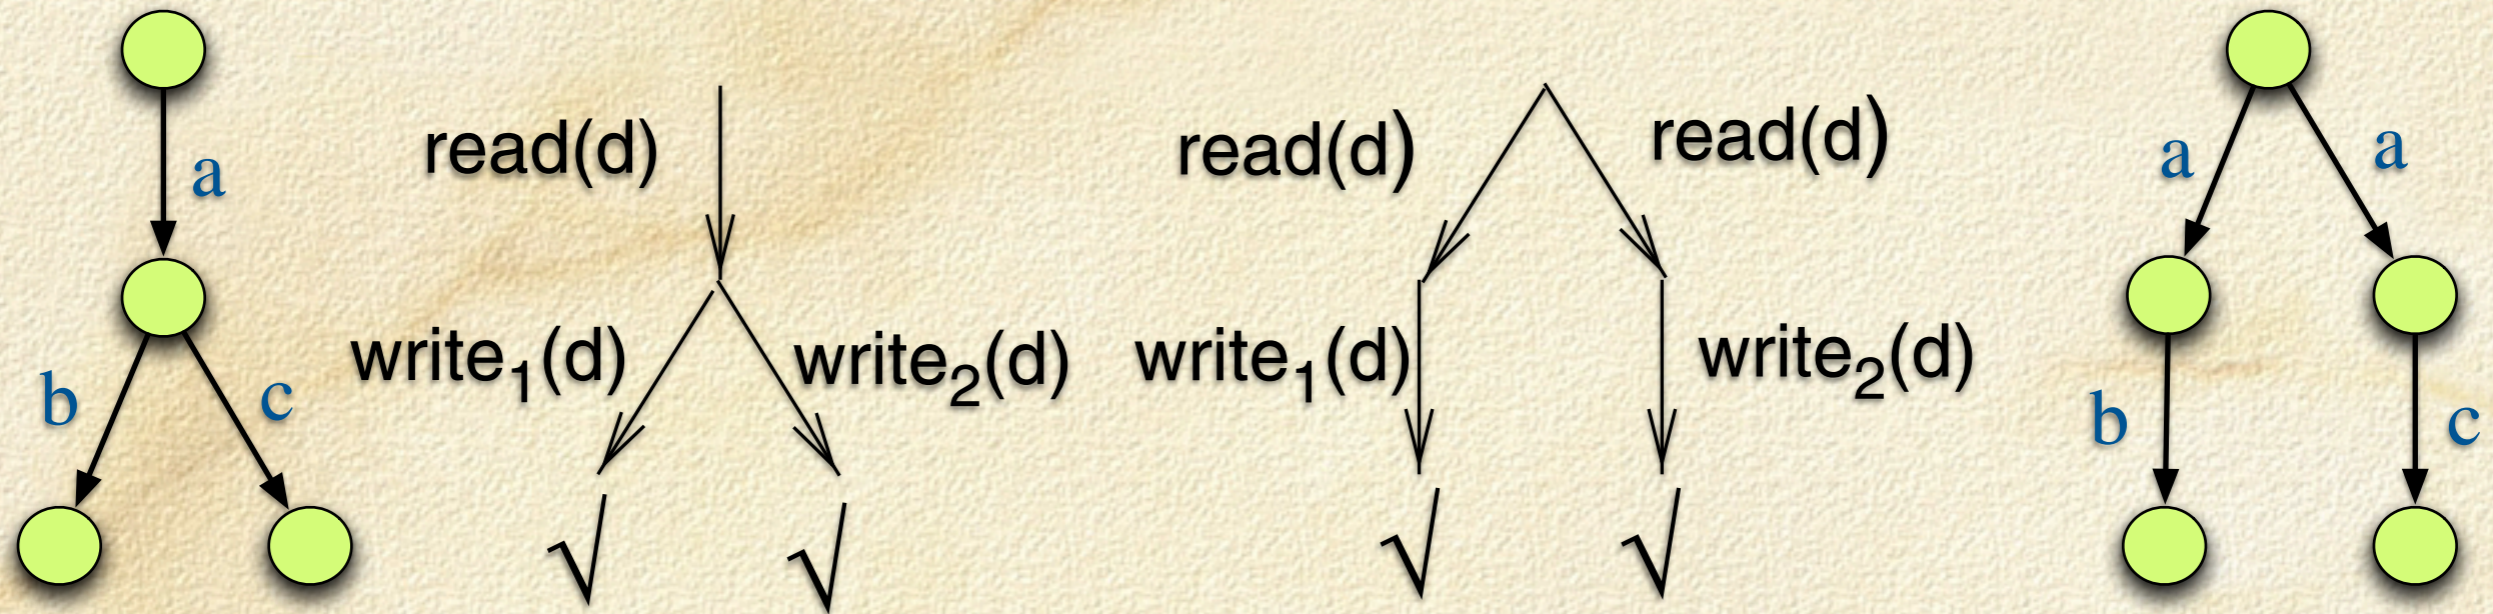 a
b
c
read(d)
write₁(d)
write₂(d)
√
√
read(d)
read(d)
write₁(d)
write₂(d)
√
√
a
a
b
c